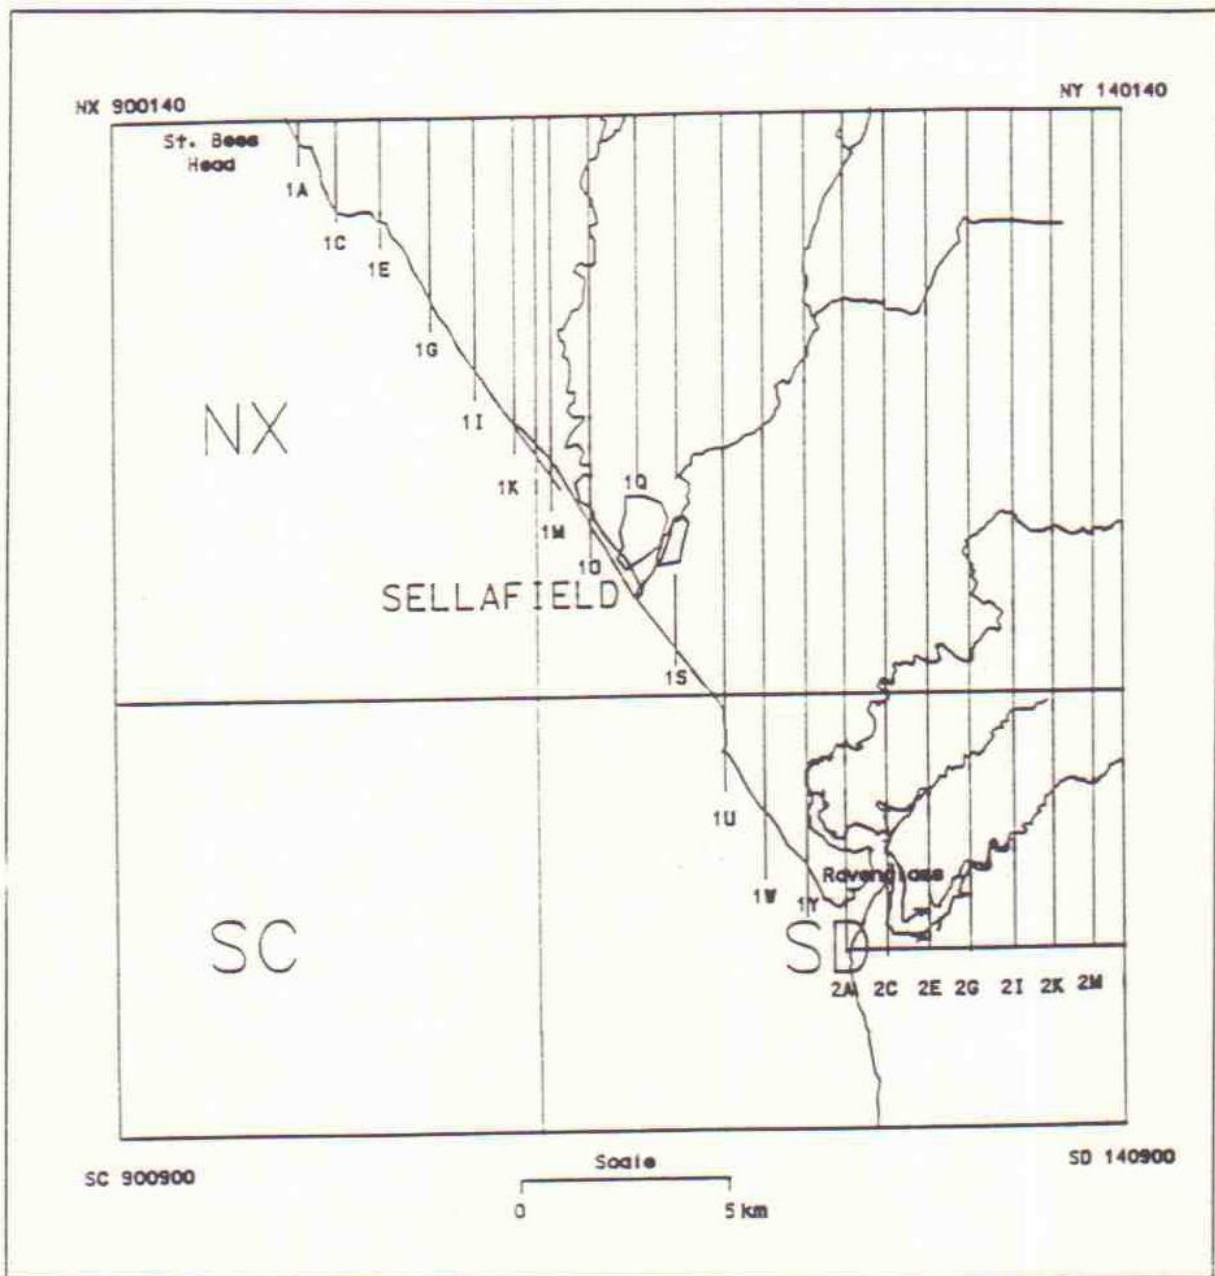 NX 900140
NY 140140
St. Bees
Head
1A
1C
1E
1G
1I
NX
1K
1Q
1M
1O
SELLAFIELD
1S
1U
Ravenglass
1W
1Y
SC
SD
2A 2C 2E 2G 2I 2K 2M
SC 900900
Scale
SD 140900
0 5 km